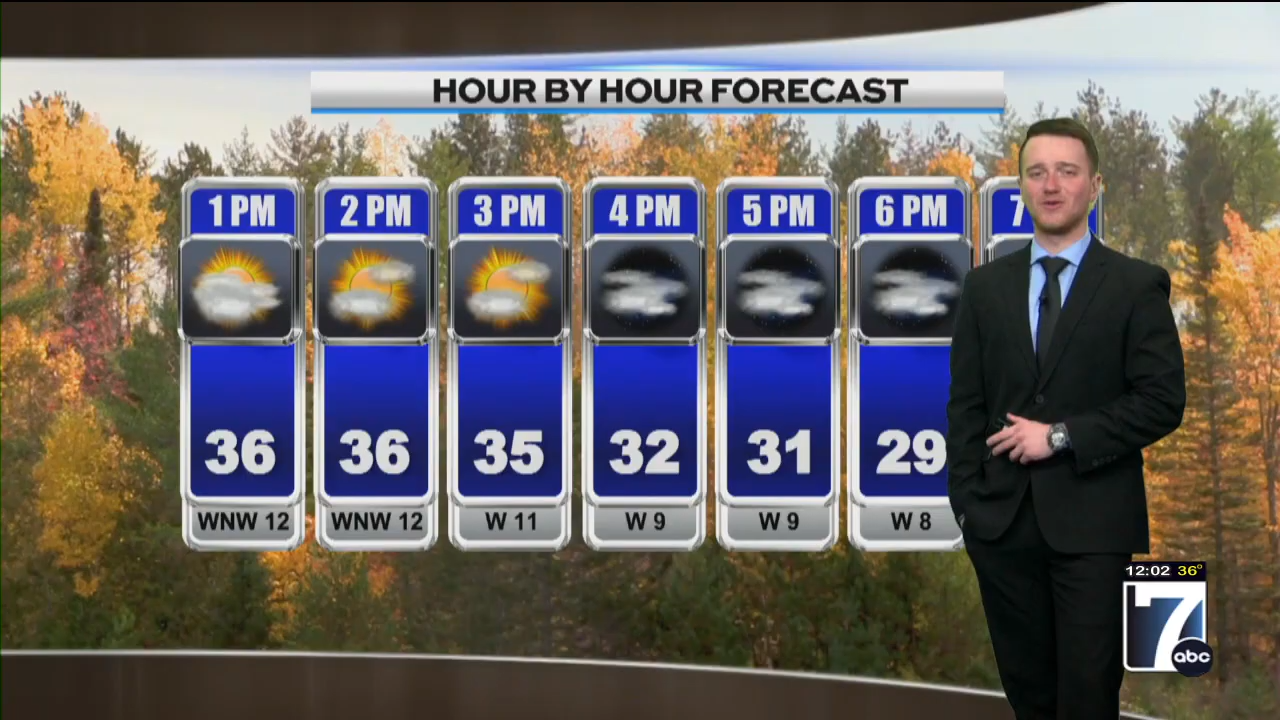 HOUR BY HOUR FORECAST
1 PM 2 PM 3 PM 4 PM 5 PM 6 PM 7
36 36 35 32 31 29
WNW 12 WNW 12 W 11 W 9 W 9 W 8
12:02 36°
7
abc